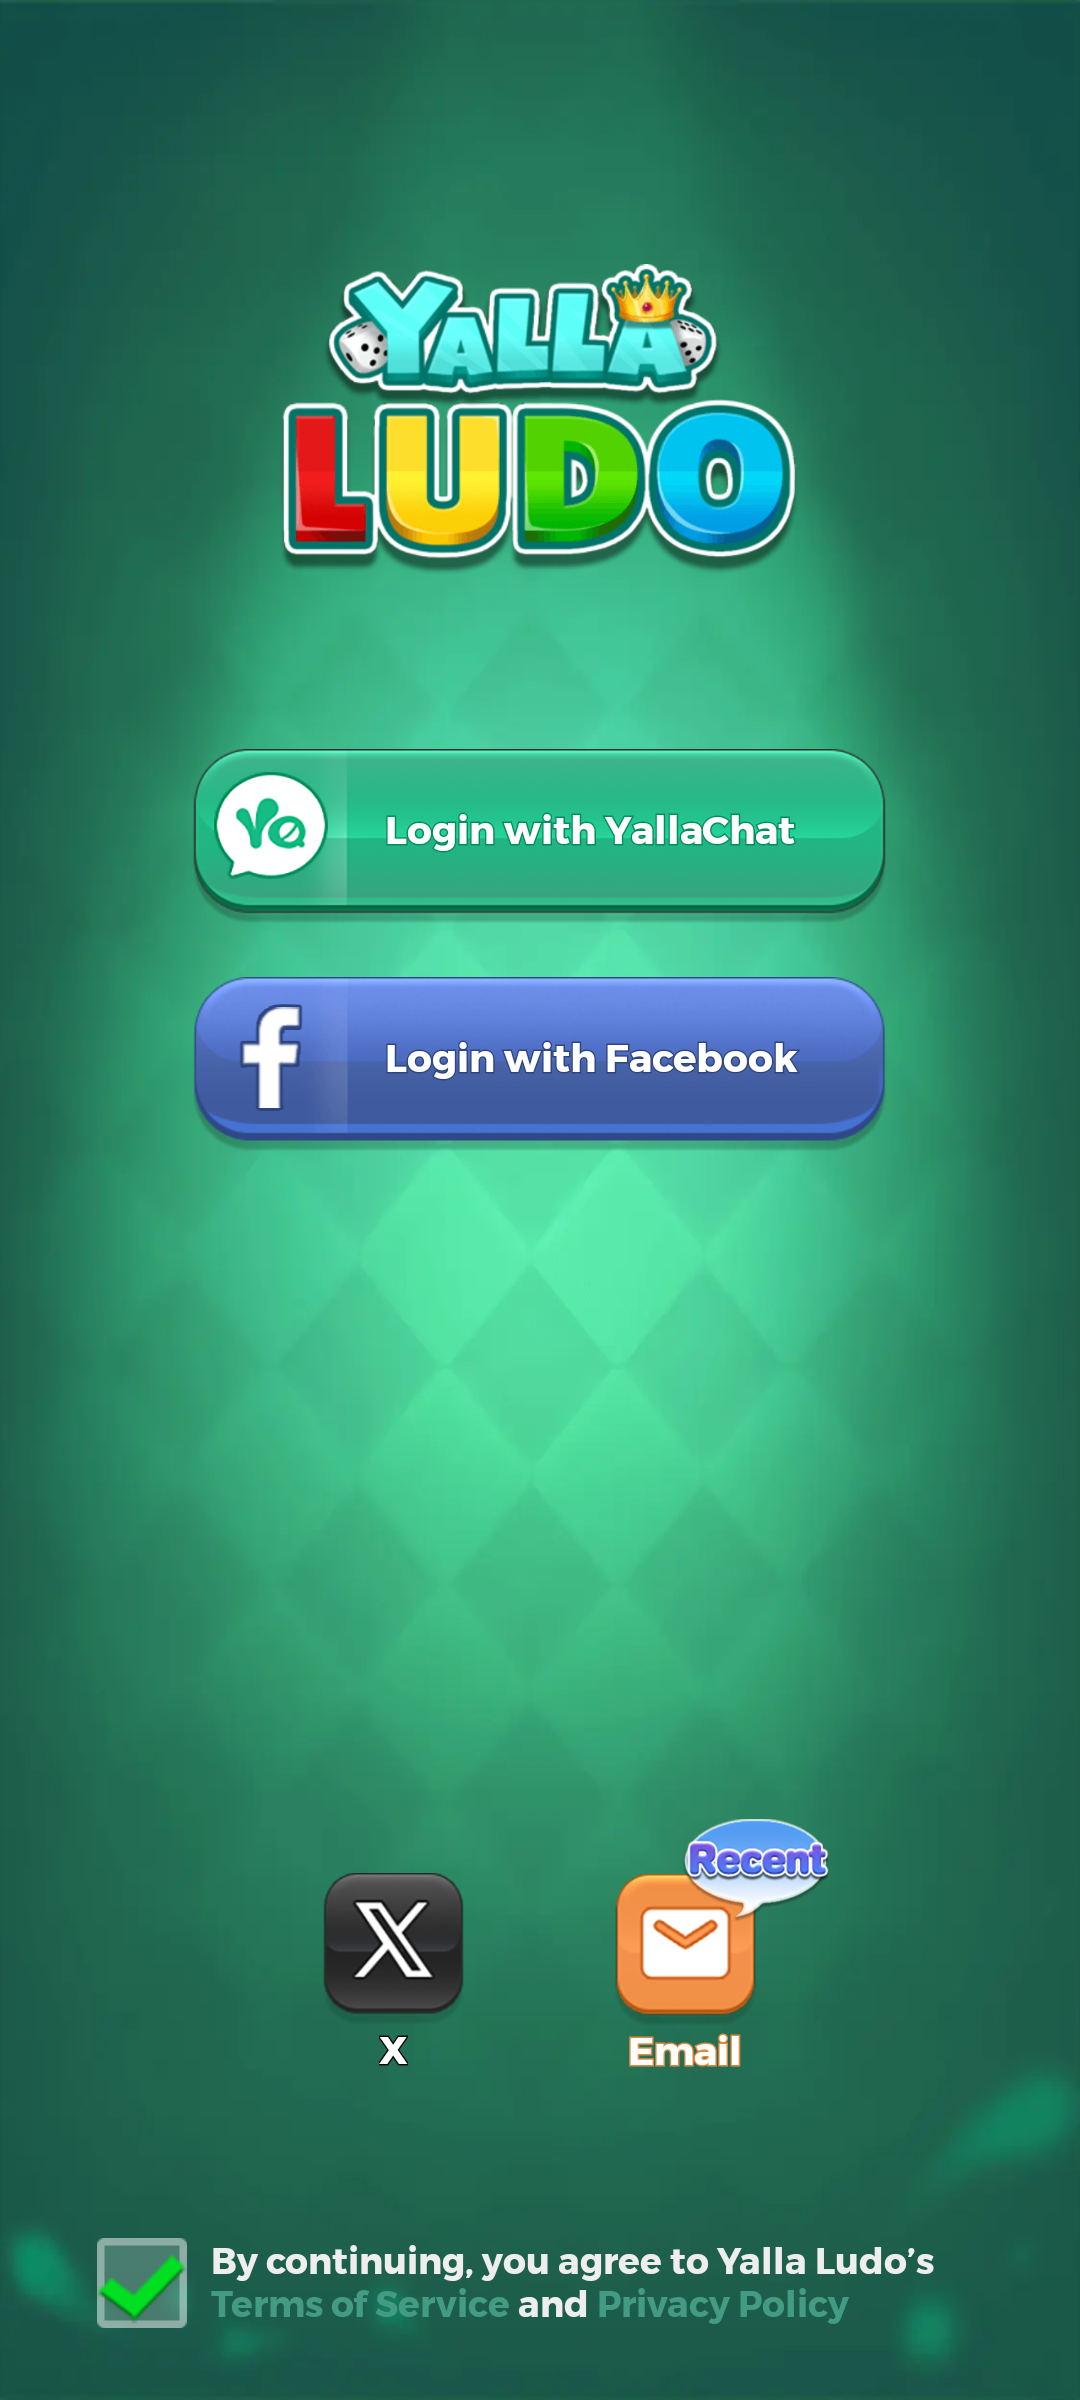 YALLA
LUDO
Login with YallaChat
Login with Facebook
Recent
X
Email
By continuing, you agree to Yalla Ludo’s
Terms of Service and Privacy Policy